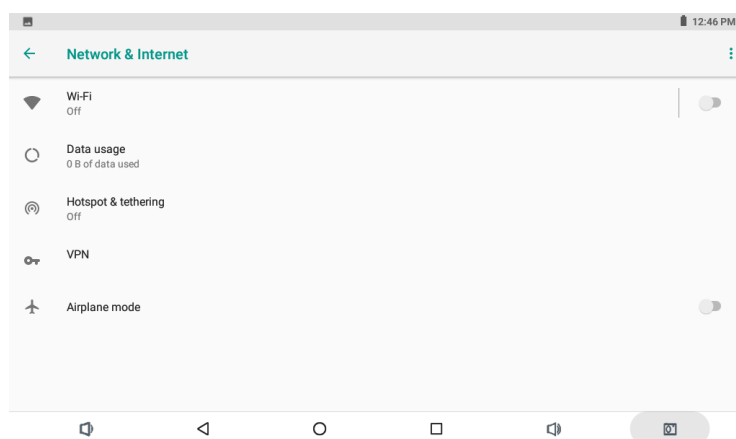 12:46 PM
Network & Internet
Wi-Fi
Off
Data usage
0 B of data used
Hotspot & tethering
Off
VPN
Airplane mode